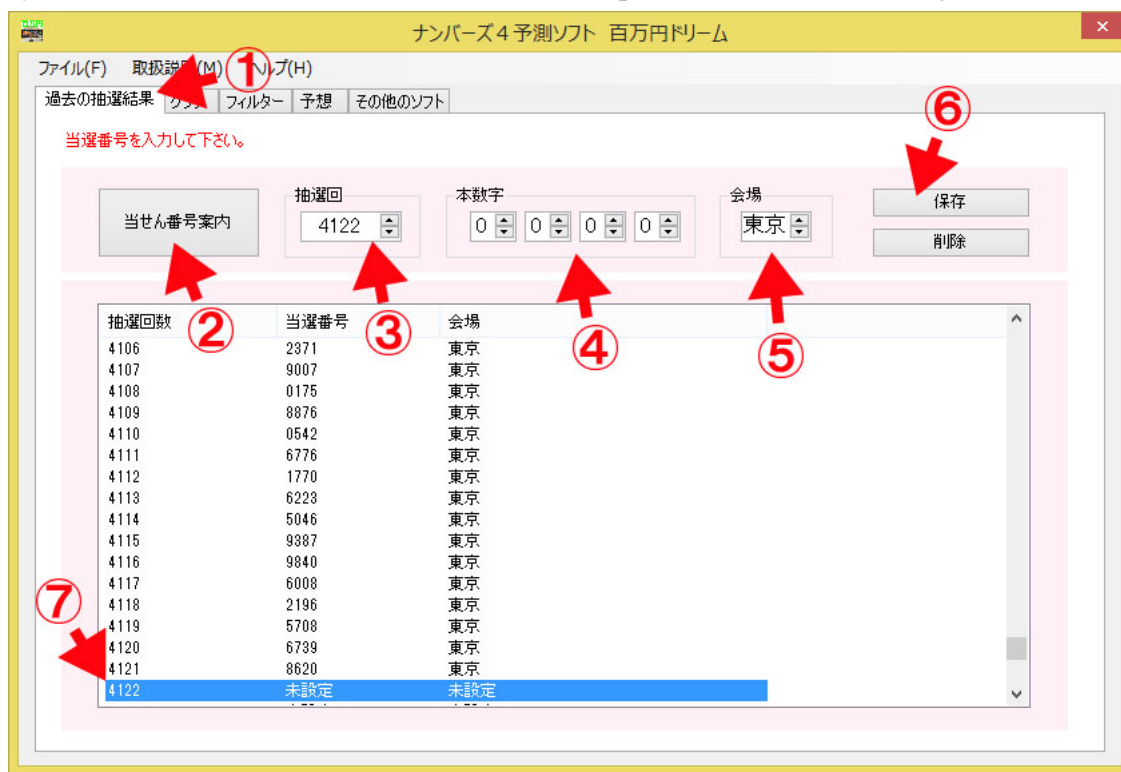 ナンバーズ4予測ソフト 百万円ドリーム
ファイル(F) (M) ヘルプ(H)
過去の抽選結果 フィルター 予想 その他のソフト
①
⑥
当選番号を入力して下さい。
当せん番号案内 抽選回 4122 本数字 0 0 0 0 会場 東京 保存
削除
② ③ ④ ⑤
抽選回数 当選番号 会場
4106 2371 東京
4107 9007 東京
4108 0175 東京
4109 8876 東京
4110 0542 東京
4111 6776 東京
4112 1770 東京
4113 6223 東京
4114 5046 東京
4115 9387 東京
4116 9840 東京
4117 6008 東京
⑦
4118 2196 東京
4119 5708 東京
4120 6739 東京
4121 8620 東京
4122 未設定 未設定